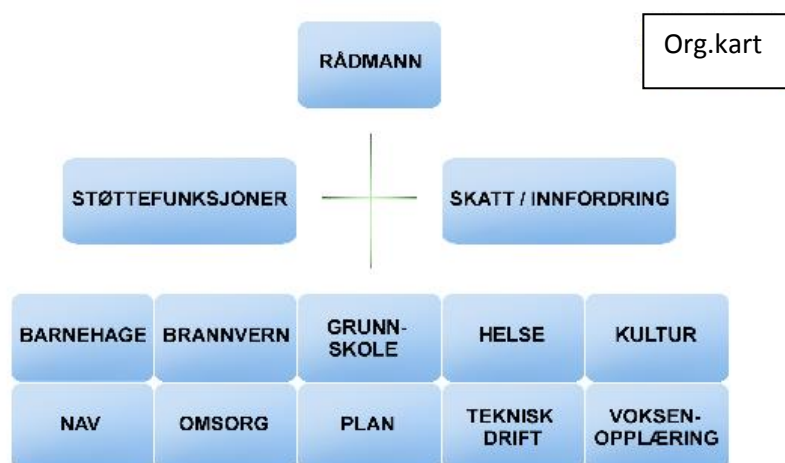 Org.kart
RÅDMANN
STØTTEFUNKSJONER
SKATT / INNFORDRING
BARNEHAGE
BRANNVERN
GRUNN-
SKOLE
HELSE
KULTUR
NAV
OMSORG
PLAN
TEKNISK
DRIFT
VOKSEN-
OPPLÆRING